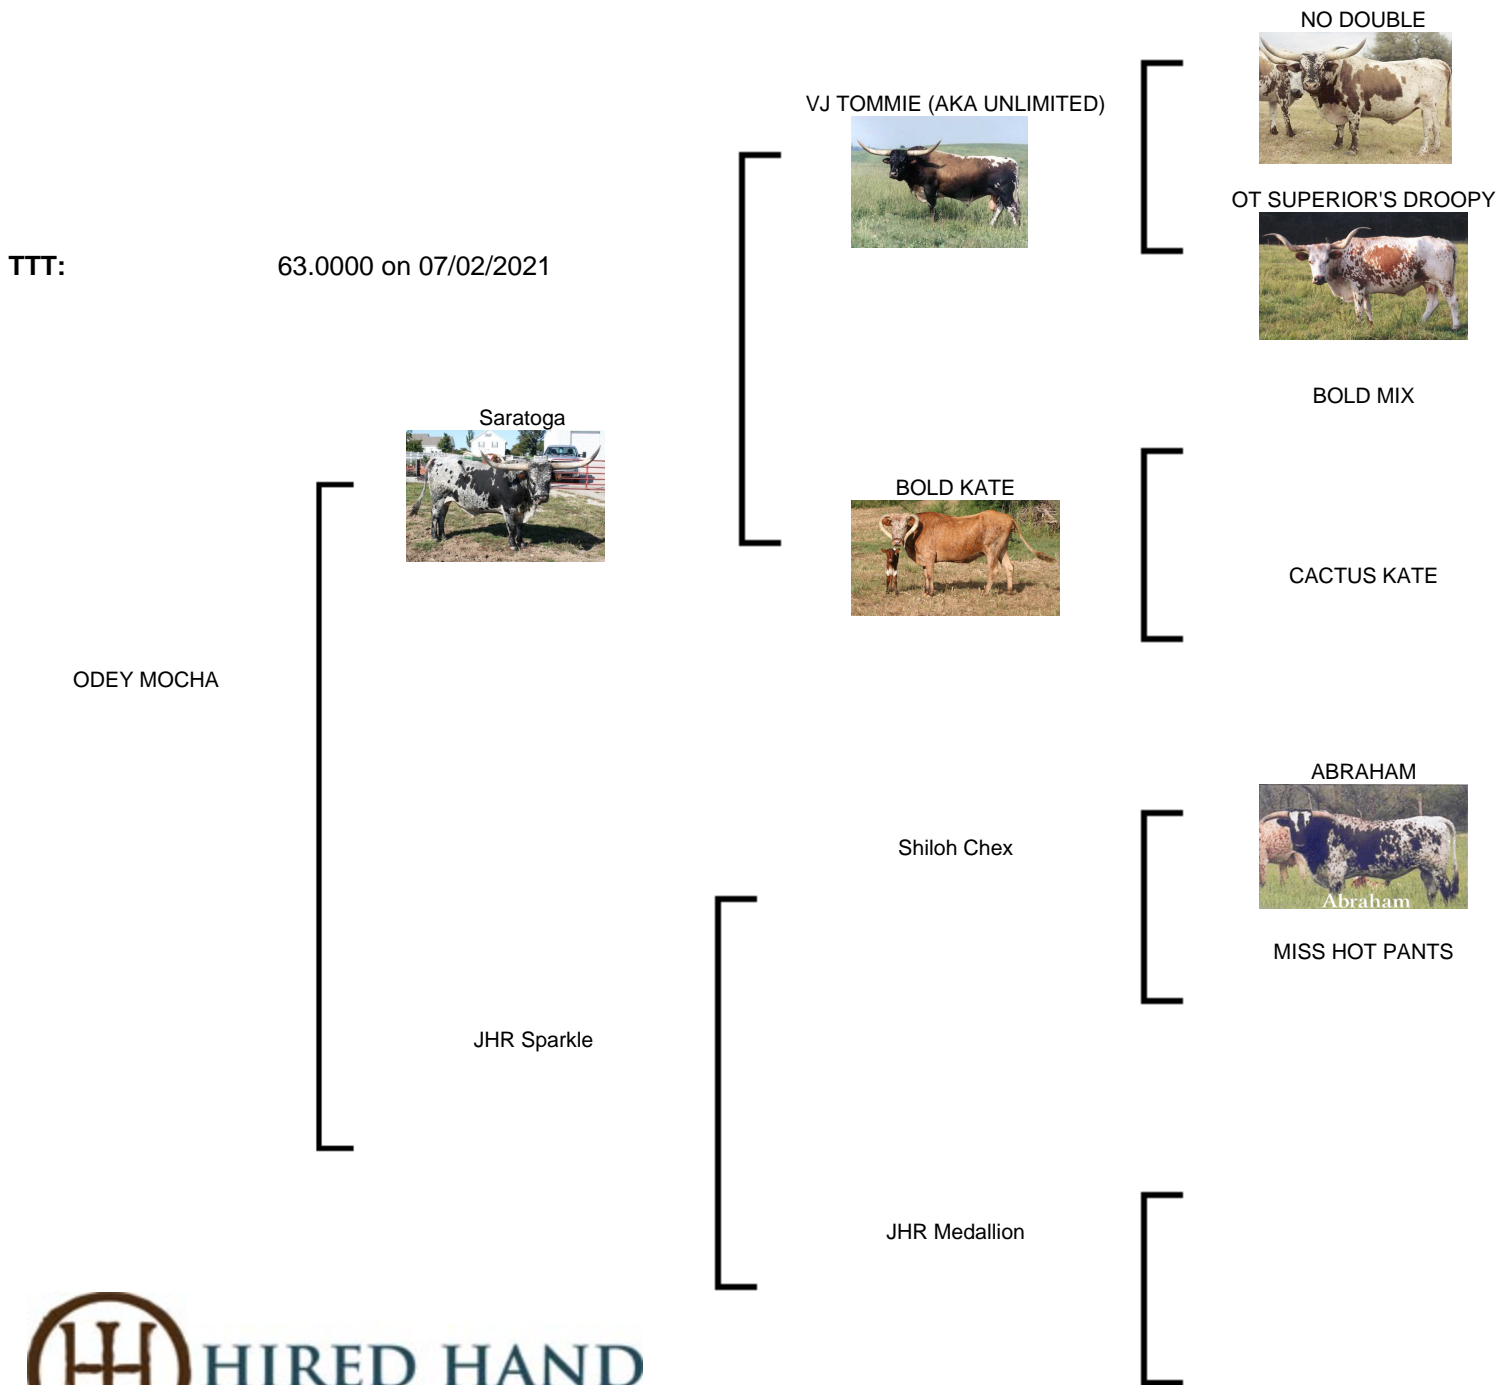 NO DOUBLE
VJ TOMMIE (AKA UNLIMITED)
OT SUPERIOR'S DROOPY
TTT: 63.0000 on 07/02/2021
BOLD MIX
Saratoga
BOLD KATE
CACTUS KATE
ODEY MOCHA
ABRAHAM
Shiloh Chex
Abraham
MISS HOT PANTS
JHR Sparkle
JHR Medallion
HIRED HAND